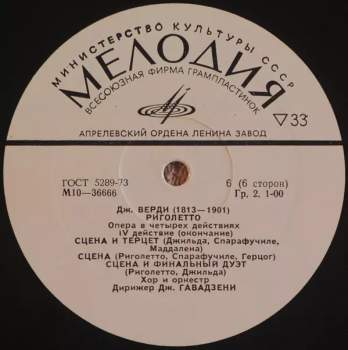 МИНИСТЕРСТВО КУЛЬТУРЫ СССР
МЕЛОДИЯ
ВСЕСОЮЗНАЯ ФИРМА ГРАМПЛАСТИНОК
АПРЕЛЕВСКИЙ ОРДЕНА ЛЕНИНА ЗАВОД
▽33
ГОСТ 5289-73 6 (6 сторон)
М10—36666 Гр. 2. 1-00
Дж. ВЕРДИ (1813—1901)
РИГОЛЕТТО
Опера в четырех действиях
IV действие (окончание)
СЦЕНА И ТЕРЦЕТ (Джильда, Спарафучиле,
Маддалена)
СЦЕНА (Риголетто, Спарафучиле, Герцог)
СЦЕНА И ФИНАЛЬНЫЙ ДУЭТ
(Риголетто, Джильда)
Хор и оркестр
Дирижер Дж. ГАВАДЗЕНИ